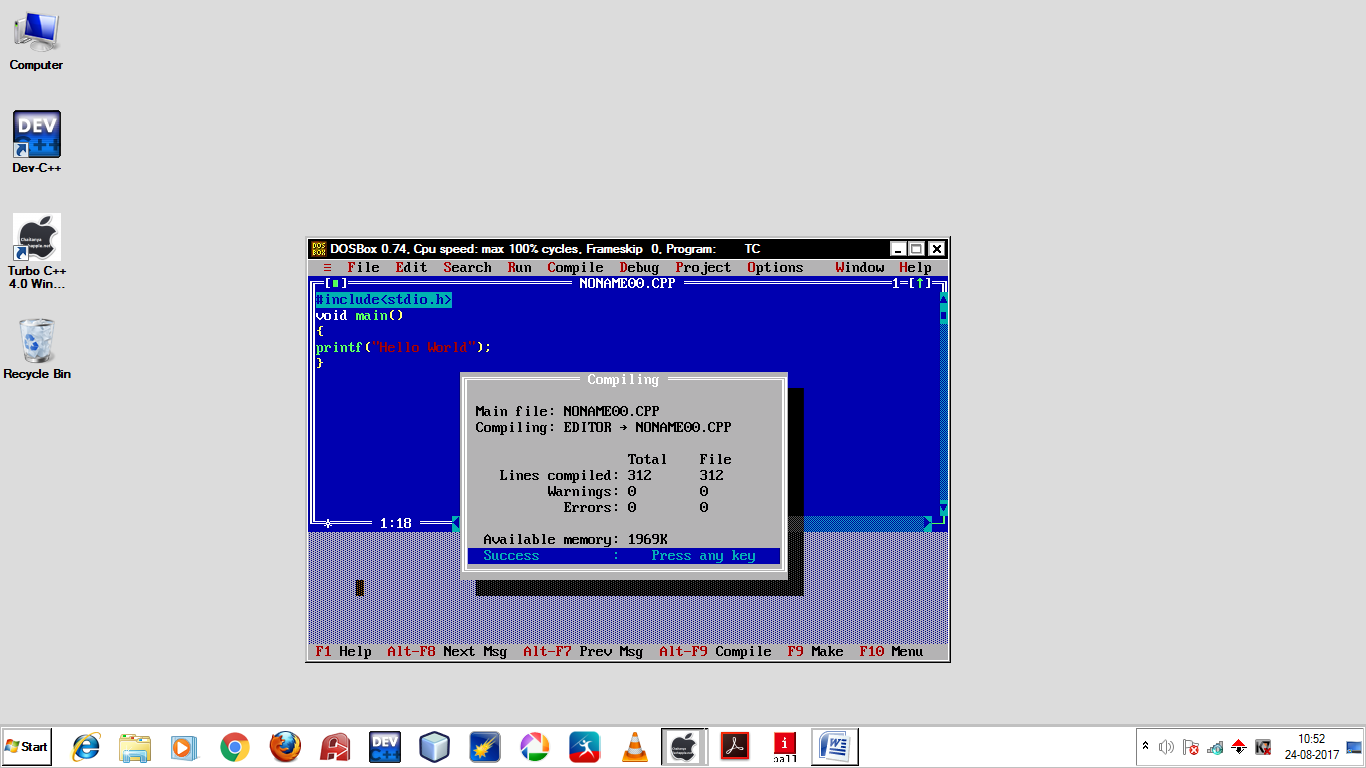 Computer
DEV
C++
Dev-C++
Turbo C++
4.0 Win...
Recycle Bin
DOSBox 0.74, Cpu speed: max 100% cycles, Frameskip 0, Program: TC
≡ File Edit Search Run Compile Debug Project Options Window Help
[■] NONAME00.CPP 1=[↑]
#include<stdio.h>
void main()
{
printf("Hello World");
}
Compiling
Main file: NONAME00.CPP
Compiling: EDITOR → NONAME00.CPP
Total File
Lines compiled: 312 312
Warnings: 0 0
Errors: 0 0
Available memory: 1969K
Success : Press any key
1:18
F1 Help Alt-F8 Next Msg Alt-F7 Prev Msg Alt-F9 Compile F9 Make F10 Menu
Start
DEV
10:52
24-08-2017